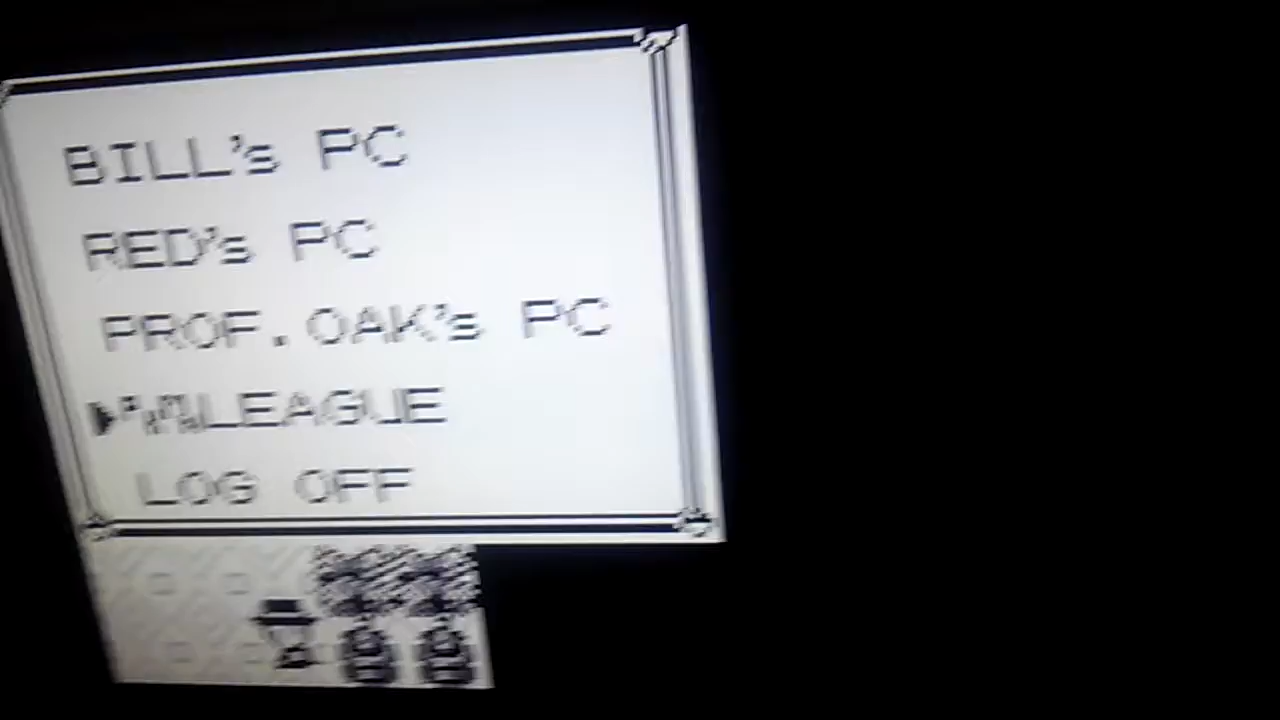 BILL's PC
RED's PC
PROF.OAK's PC
LEAGUE
LOG OFF